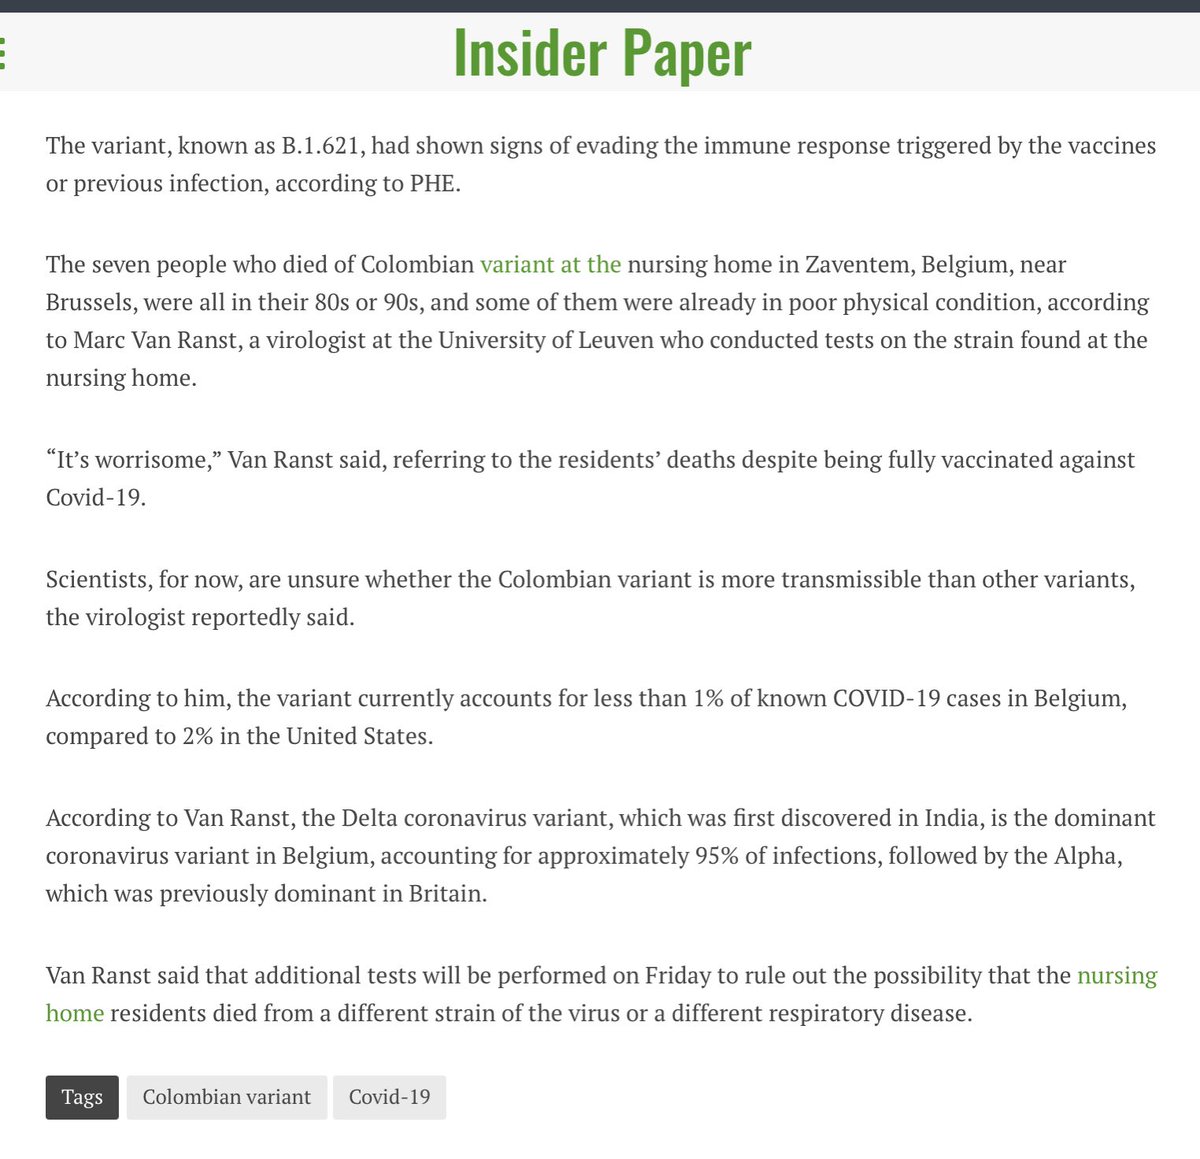 Insider Paper
The variant, known as B.1.621, had shown signs of evading the immune response triggered by the vaccines
or previous infection, according to PHE.
The seven people who died of Colombian variant at the nursing home in Zaventem, Belgium, near
Brussels, were all in their 80s or 90s, and some of them were already in poor physical condition, according
to Marc Van Ranst, a virologist at the University of Leuven who conducted tests on the strain found at the
nursing home.
“It’s worrisome,” Van Ranst said, referring to the residents’ deaths despite being fully vaccinated against
Covid-19.
Scientists, for now, are unsure whether the Colombian variant is more transmissible than other variants,
the virologist reportedly said.
According to him, the variant currently accounts for less than 1% of known COVID-19 cases in Belgium,
compared to 2% in the United States.
According to Van Ranst, the Delta coronavirus variant, which was first discovered in India, is the dominant
coronavirus variant in Belgium, accounting for approximately 95% of infections, followed by the Alpha,
which was previously dominant in Britain.
Van Ranst said that additional tests will be performed on Friday to rule out the possibility that the nursing
home residents died from a different strain of the virus or a different respiratory disease.
Tags Colombian variant Covid-19